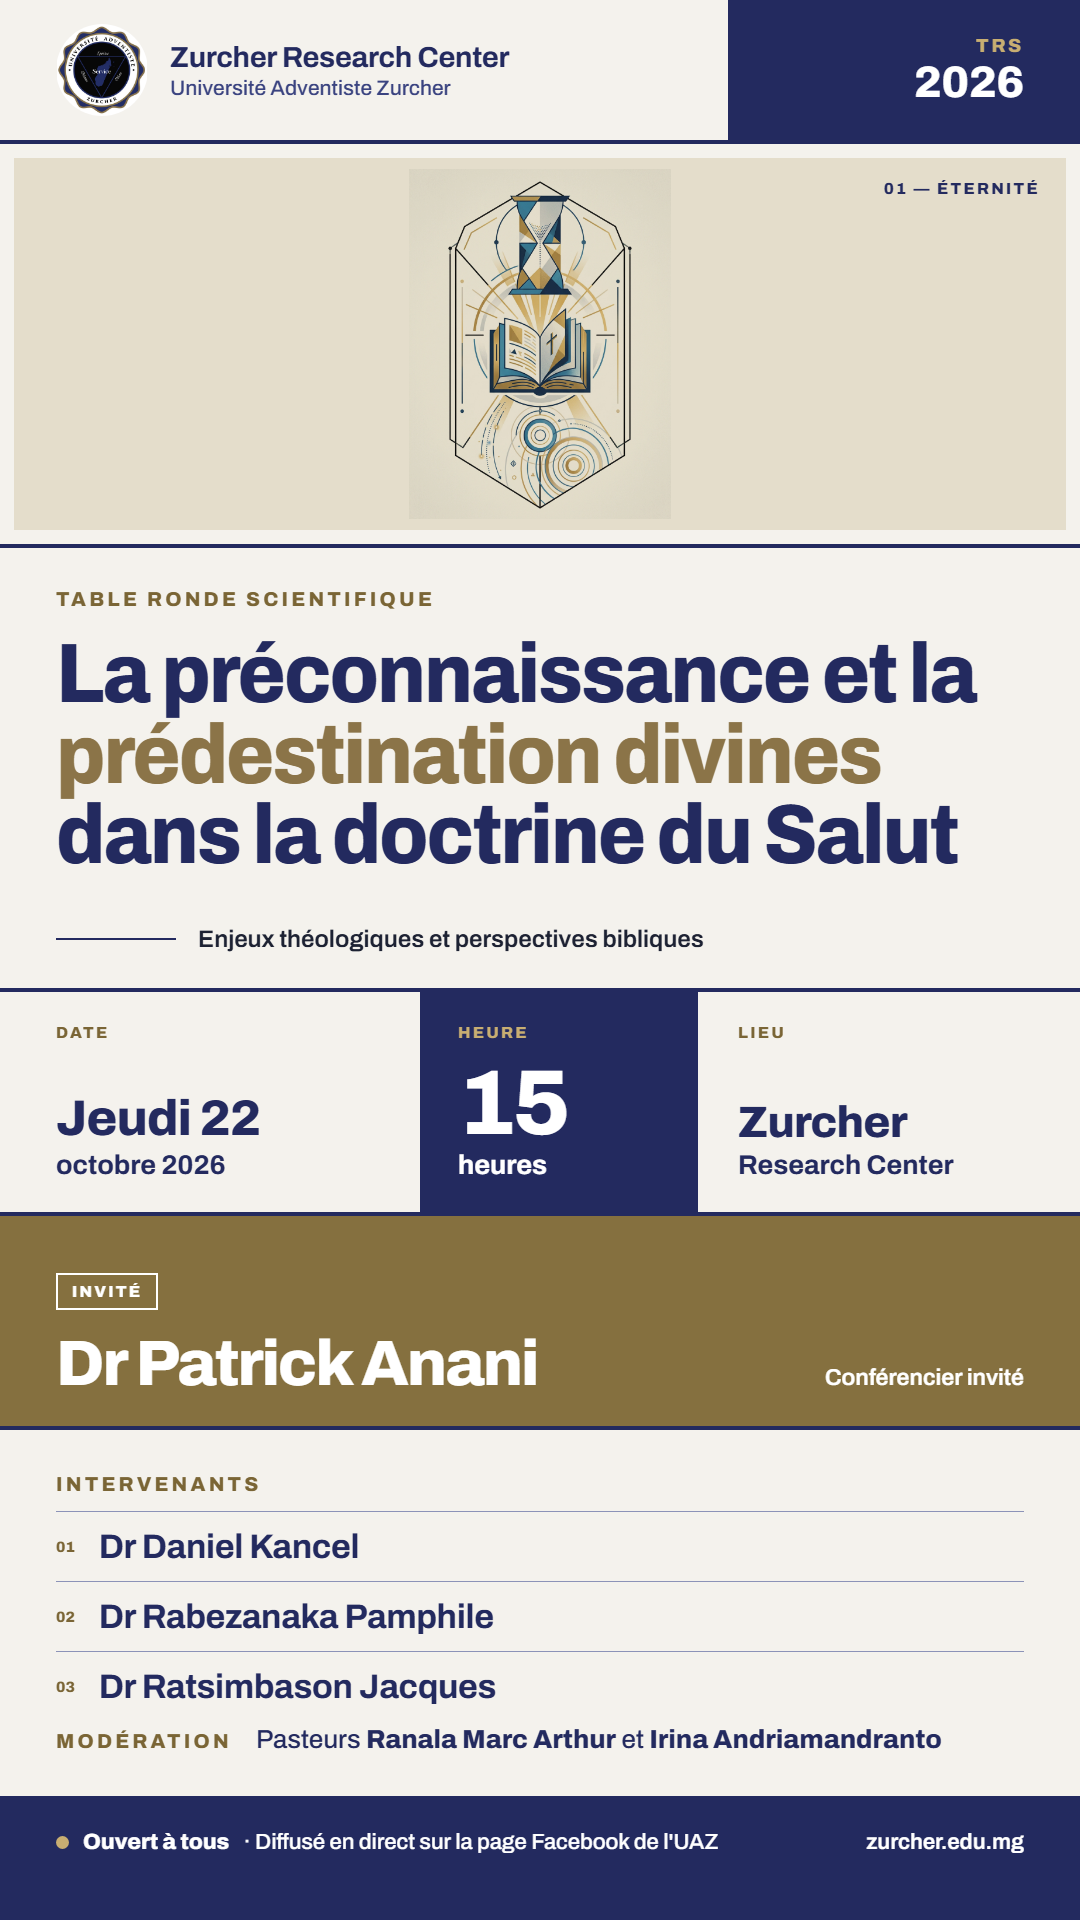 UNIVERSITÉ ADVENTISTE
ZURCHER
Service
Zurcher Research Center
Université Adventiste Zurcher
TRS
2026
01 — ÉTERNITÉ
TABLE RONDE SCIENTIFIQUE
La préconnaissance et la
prédestination divines
dans la doctrine du Salut
Enjeux théologiques et perspectives bibliques
DATE
Jeudi 22
octobre 2026
HEURE
15
heures
LIEU
Zurcher
Research Center
INVITÉ
Dr Patrick Anani
Conférencier invité
INTERVENANTS
01 Dr Daniel Kancel
02 Dr Rabezanaka Pamphile
03 Dr Ratsimbason Jacques
MODÉRATION Pasteurs Ranala Marc Arthur et Irina Andriamandranto
Ouvert à tous · Diffusé en direct sur la page Facebook de l'UAZ
zurcher.edu.mg